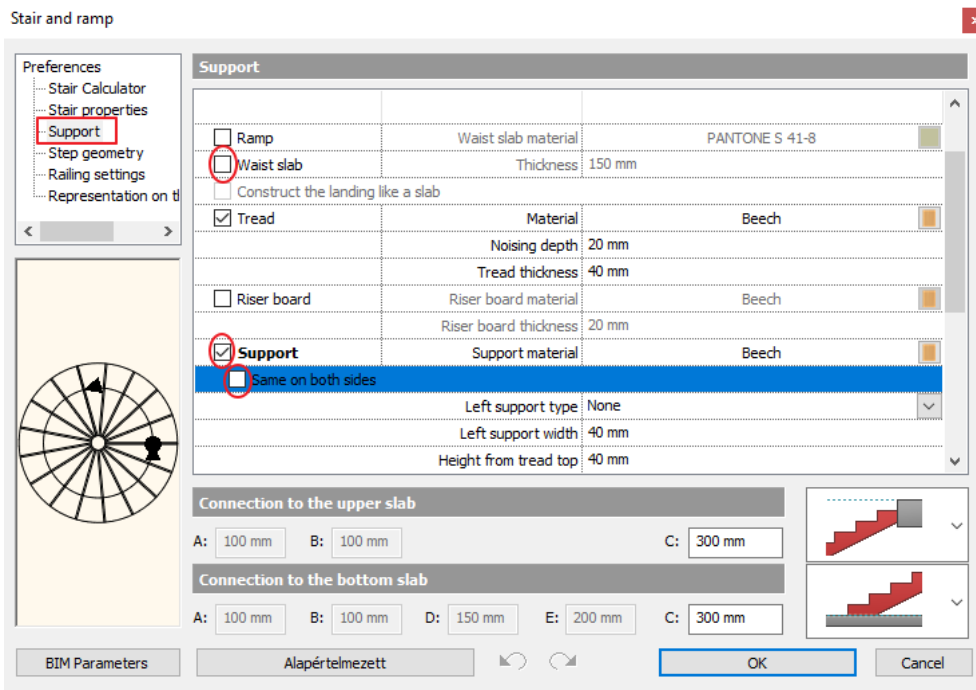 Stair and ramp
Preferences
Stair Calculator
Stair properties
Support
Step geometry
Railing settings
Representation on tl
Support
Ramp Waist slab material PANTONE S 41-8
Waist slab Thickness 150 mm
Construct the landing like a slab
Tread Material Beech
Noising depth 20 mm
Tread thickness 40 mm
Riser board Riser board material Beech
Riser board thickness 20 mm
Support Support material Beech
Same on both sides
Left support type None
Left support width 40 mm
Height from tread top 40 mm
Connection to the upper slab
A: 100 mm B: 100 mm C: 300 mm
Connection to the bottom slab
A: 100 mm B: 100 mm D: 150 mm E: 200 mm C: 300 mm
BIM Parameters Alapértelmezett OK Cancel